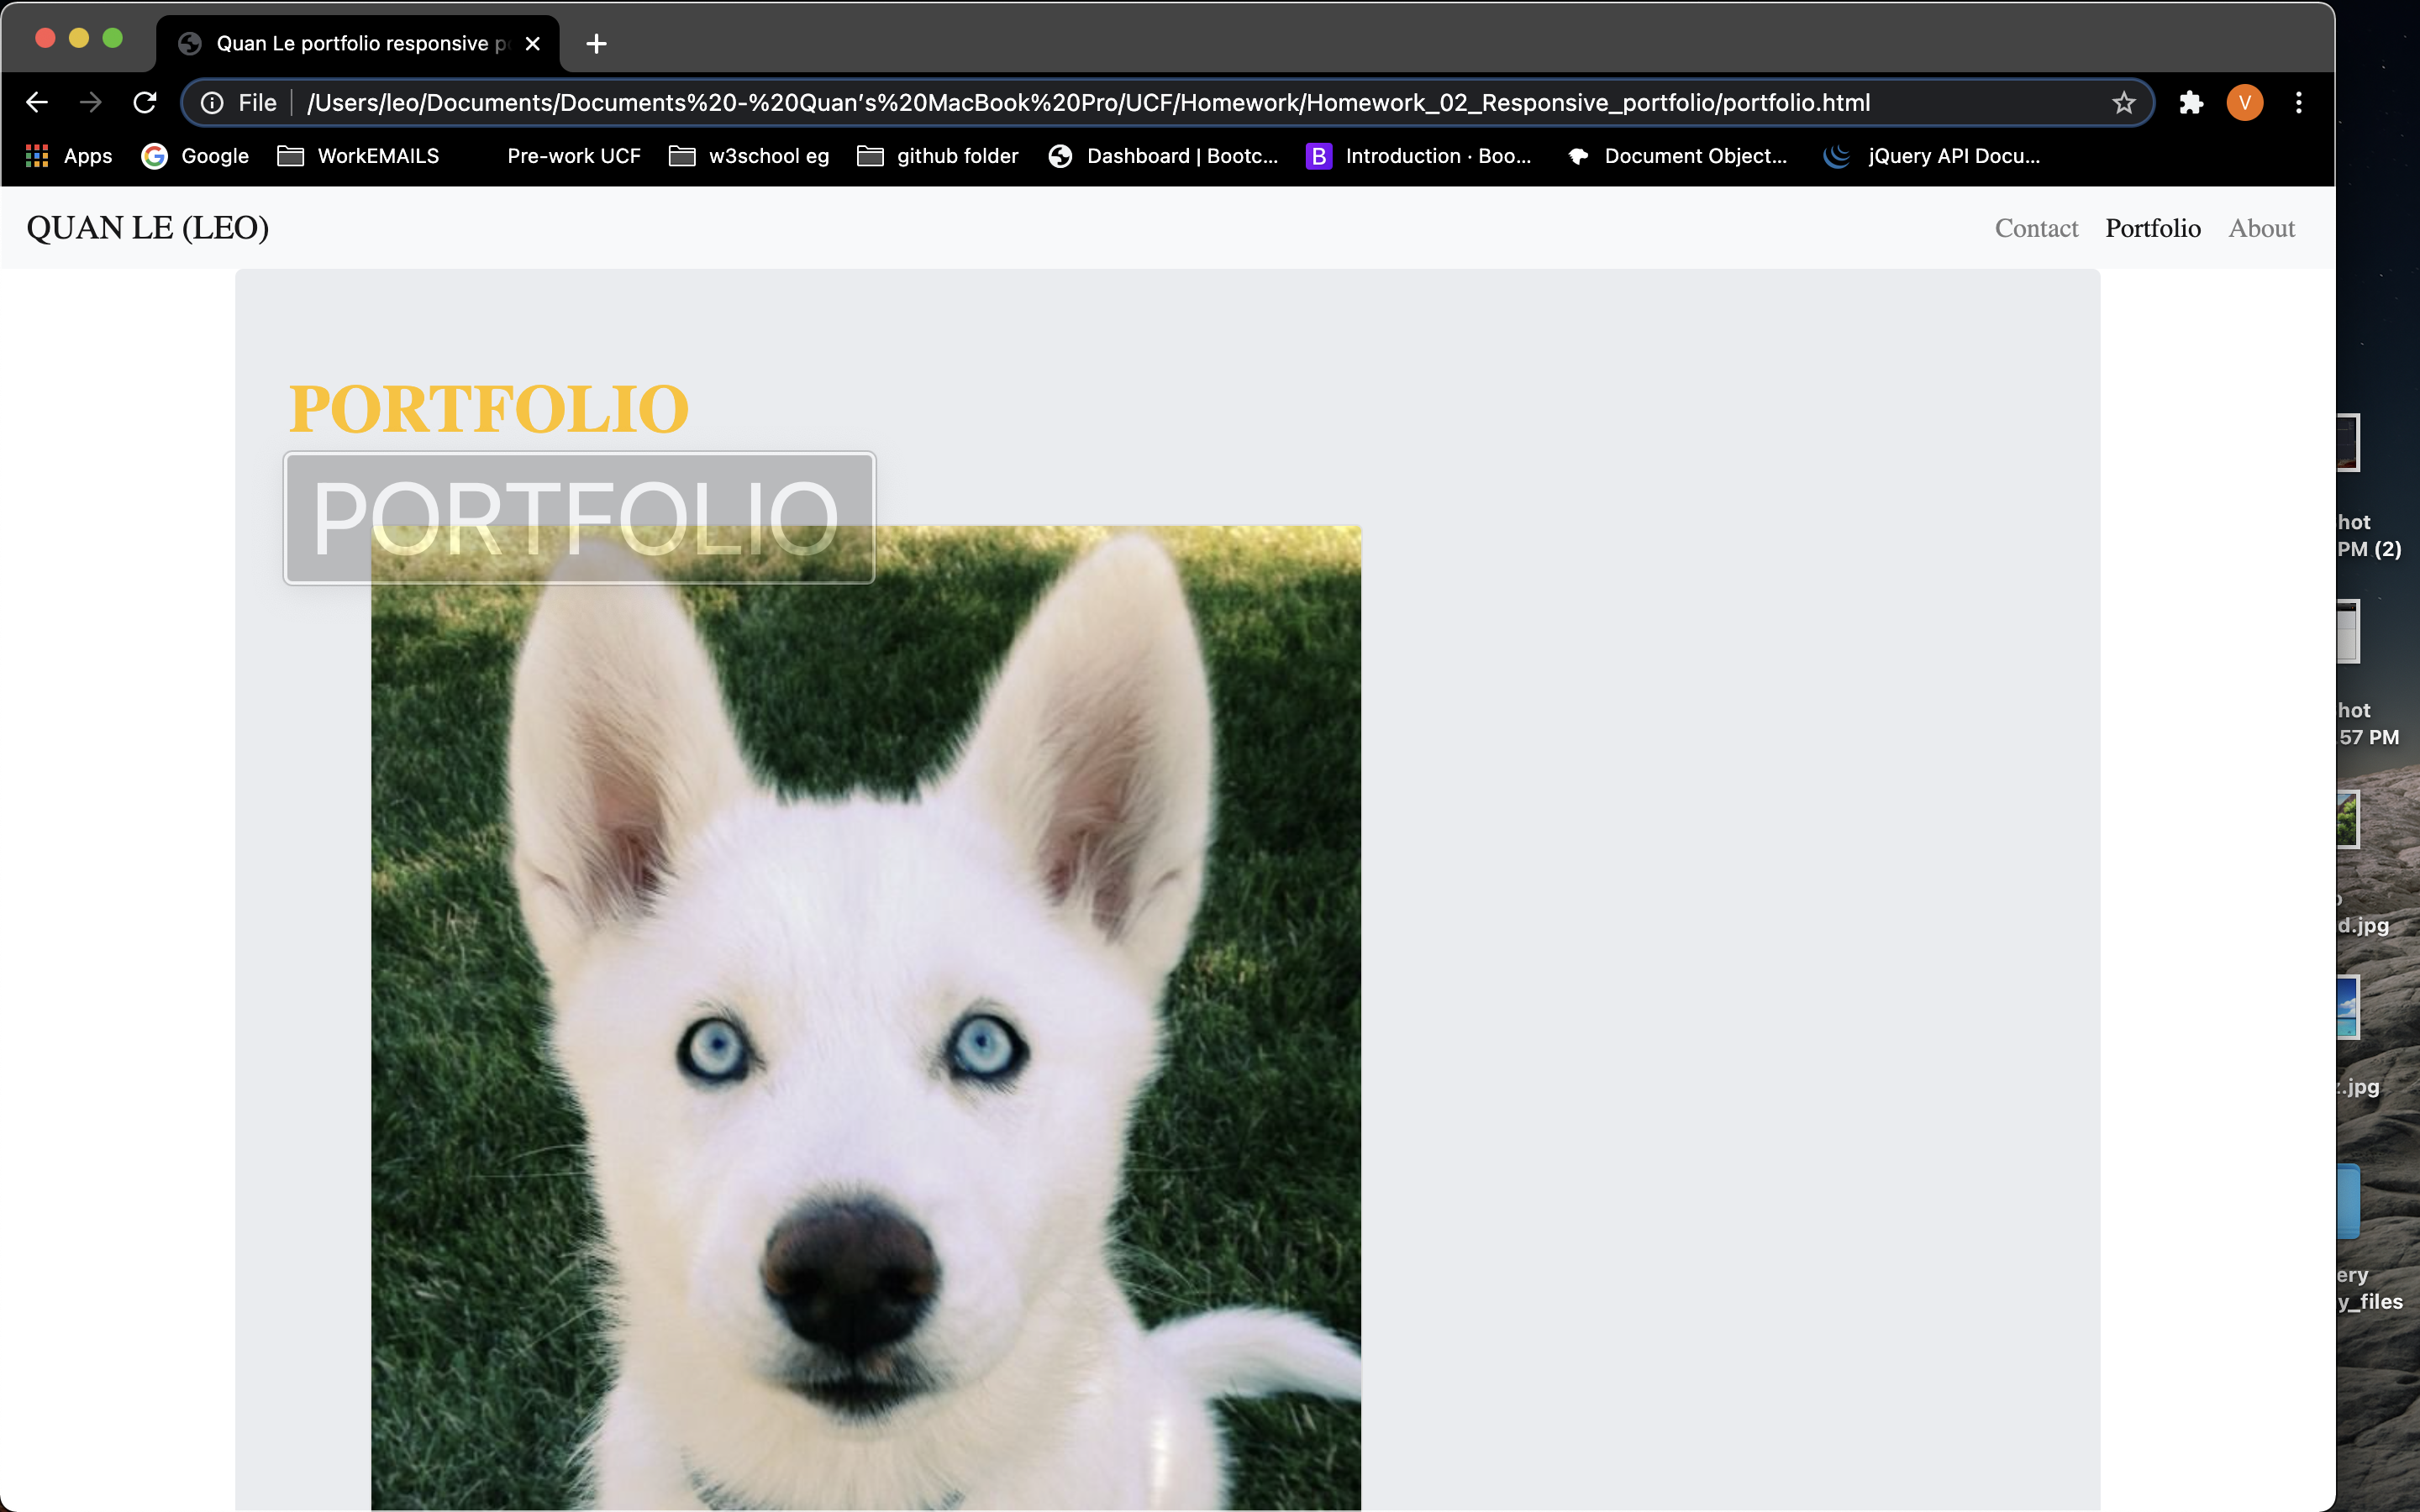 Quan Le portfolio responsive
File
/Users/leo/Documents/Documents%20-%20Quan's%20MacBook%20Pro/UCF/Homework/Homework_02_Responsive_portfolio/portfolio.html
V
Apps
Google
WorkEMAILS
Pre-work UCF
w3school eg
github folder
B
Dashboard | Bootc...
Introduction · Boo...
Document Object...
jQuery API Docu...
QUAN LE (LEO)
Contact
Portfolio
About
PORTFOLIO
PORTFOLIO
hot
PM (2)
hot
57 PM
d.jpg
.jpg
ery
y_files